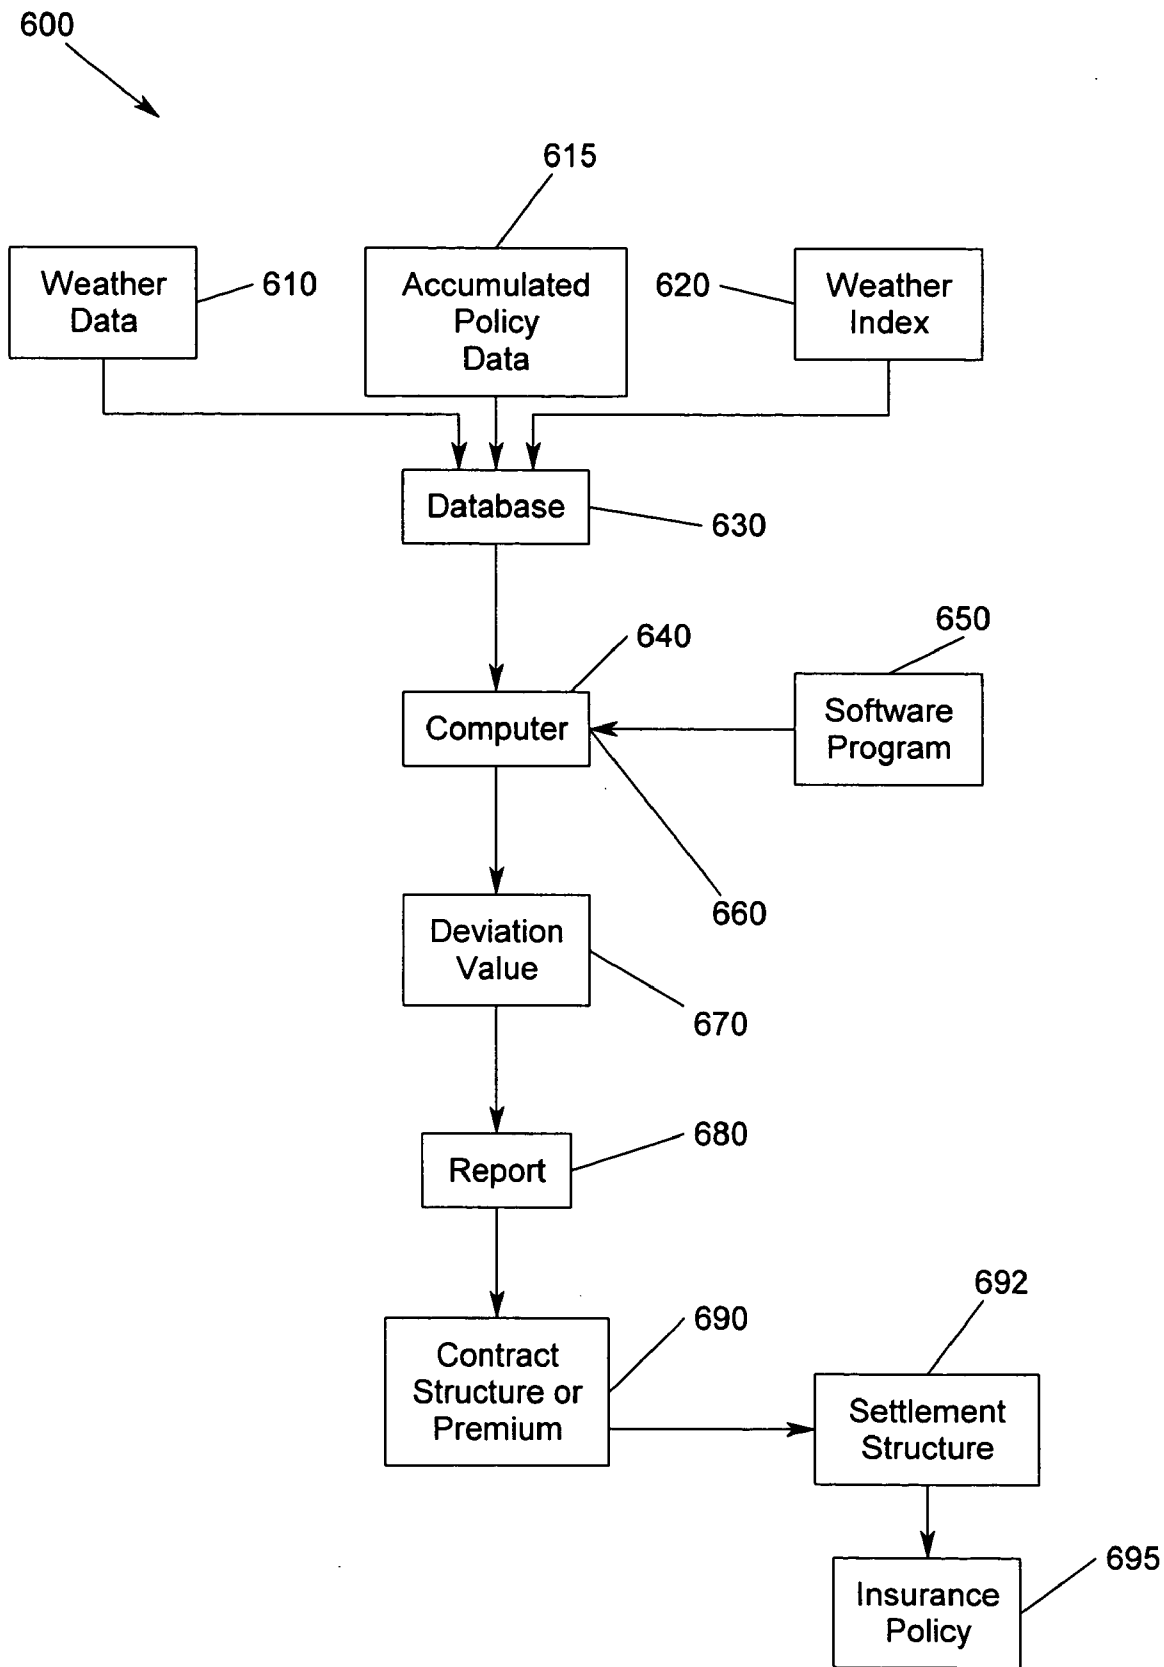 600
615
Weather
Data
610
Accumulated
Policy
Data
620
Weather
Index
Database
630
640
650
Computer
Software
Program
660
Deviation
Value
670
680
Report
690
692
Contract
Structure or
Premium
Settlement
Structure
695
Insurance
Policy